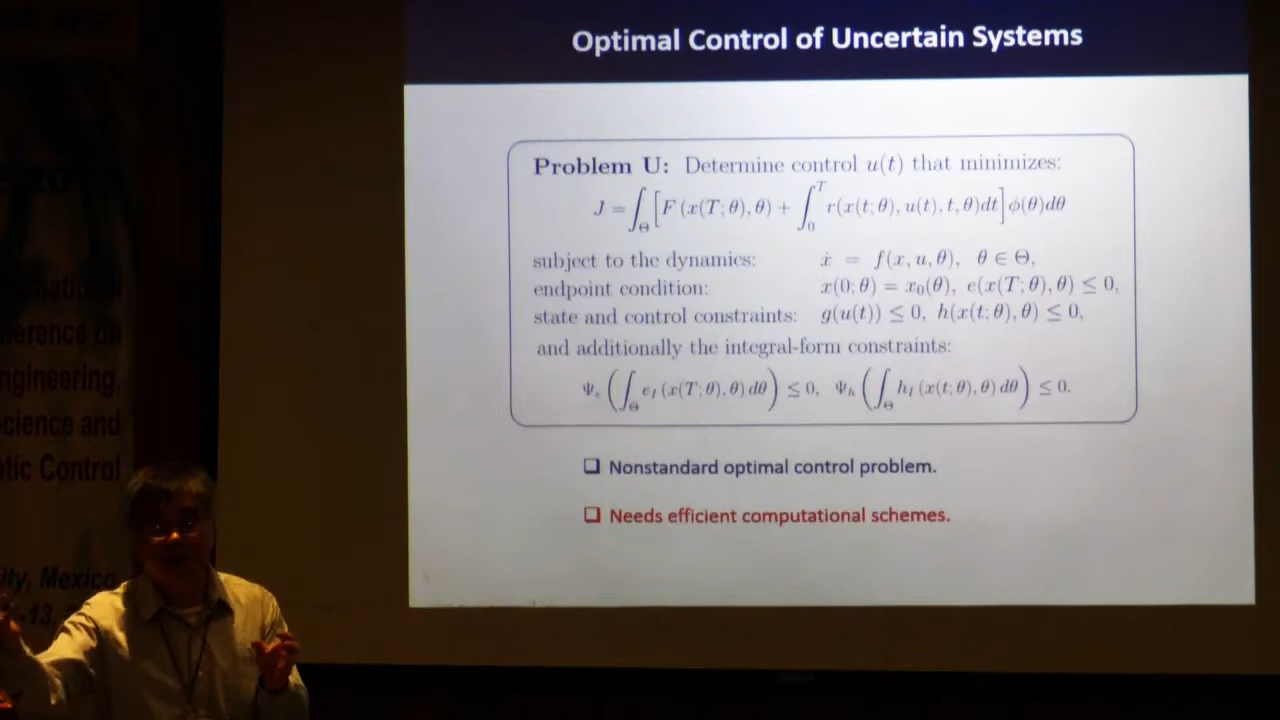 Optimal Control of Uncertain Systems
Problem U: Determine control u(t) that minimizes:
J = ∫_Θ [F (x(T; θ), θ) + ∫_0^T r(x(t; θ), u(t), t, θ)dt] ϕ(θ)dθ
subject to the dynamics: ẋ = f(x, u, θ), θ ∈ Θ,
endpoint condition: x(0; θ) = x₀(θ), e(x(T; θ), θ) ≤ 0,
state and control constraints: g(u(t)) ≤ 0, h(x(t; θ), θ) ≤ 0,
and additionally the integral-form constraints:
Ψ_e (∫_Θ e_I (x(T; θ), θ) dθ) ≤ 0, Ψ_h (∫_Θ h_I (x(t; θ), θ) dθ) ≤ 0.
Nonstandard optimal control problem.
Needs efficient computational schemes.
ference on
ngineering,
cience and
tic Control
ity, Mexico